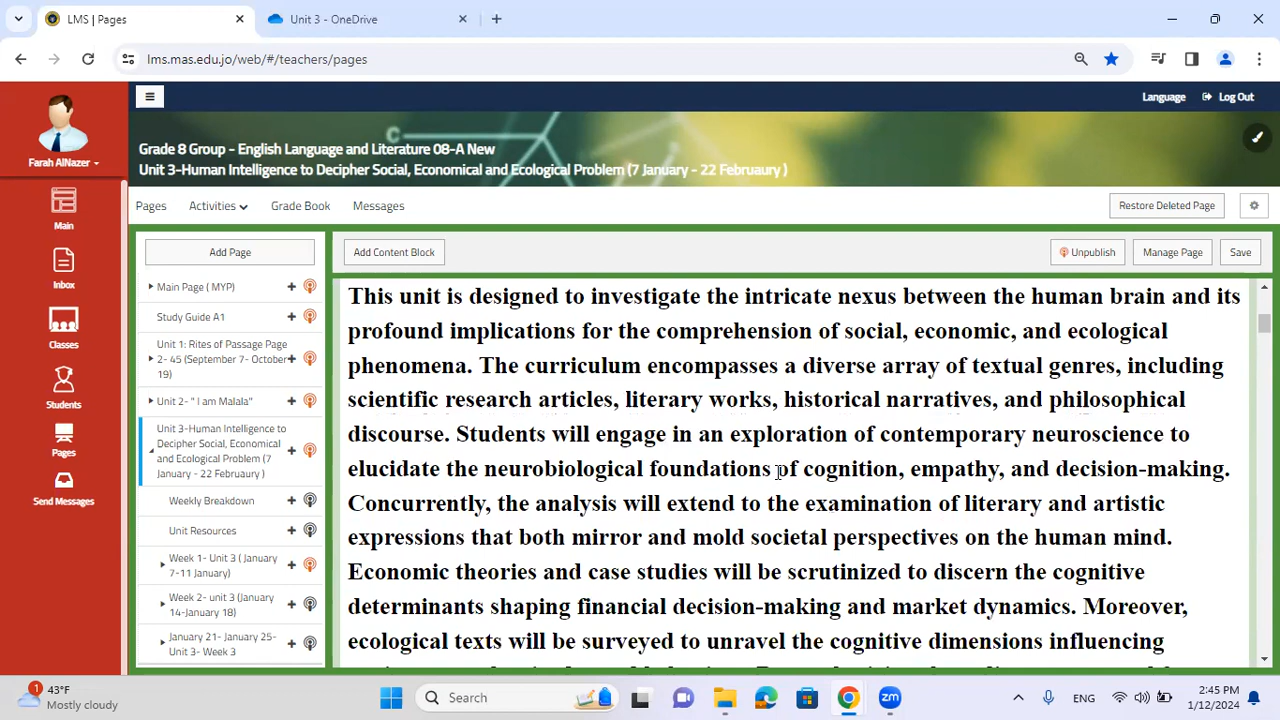 LMS | Pages
Unit 3 - OneDrive
lms.mas.edu.jo/web/#/teachers/pages
Language
Log Out
Farah AlNazer
Grade 8 Group - English Language and Literature 08-A New
Unit 3-Human Intelligence to Decipher Social, Economical and Ecological Problem (7 January - 22 Februaury )
Pages
Activities
Grade Book
Messages
Restore Deleted Page
Main
Inbox
Classes
Students
Pages
Send Messages
Add Page
Main Page ( MYP)
Study Guide A1
Unit 1: Rites of Passage Page
2- 45 (September 7- October
19)
Unit 2- " I am Malala"
Unit 3-Human Intelligence to
Decipher Social, Economical
and Ecological Problem (7
January - 22 Februaury )
Weekly Breakdown
Unit Resources
Week 1- Unit 3 ( January
7-11 January)
Week 2- unit 3 (January
14-January 18)
January 21- January 25-
Unit 3- Week 3
Add Content Block
Unpublish
Manage Page
Save
This unit is designed to investigate the intricate nexus between the human brain and its
profound implications for the comprehension of social, economic, and ecological
phenomena. The curriculum encompasses a diverse array of textual genres, including
scientific research articles, literary works, historical narratives, and philosophical
discourse. Students will engage in an exploration of contemporary neuroscience to
elucidate the neurobiological foundations of cognition, empathy, and decision-making.
Concurrently, the analysis will extend to the examination of literary and artistic
expressions that both mirror and mold societal perspectives on the human mind.
Economic theories and case studies will be scrutinized to discern the cognitive
determinants shaping financial decision-making and market dynamics. Moreover,
ecological texts will be surveyed to unravel the cognitive dimensions influencing
1
43°F
Mostly cloudy
Search
zm
ENG
2:45 PM
1/12/2024